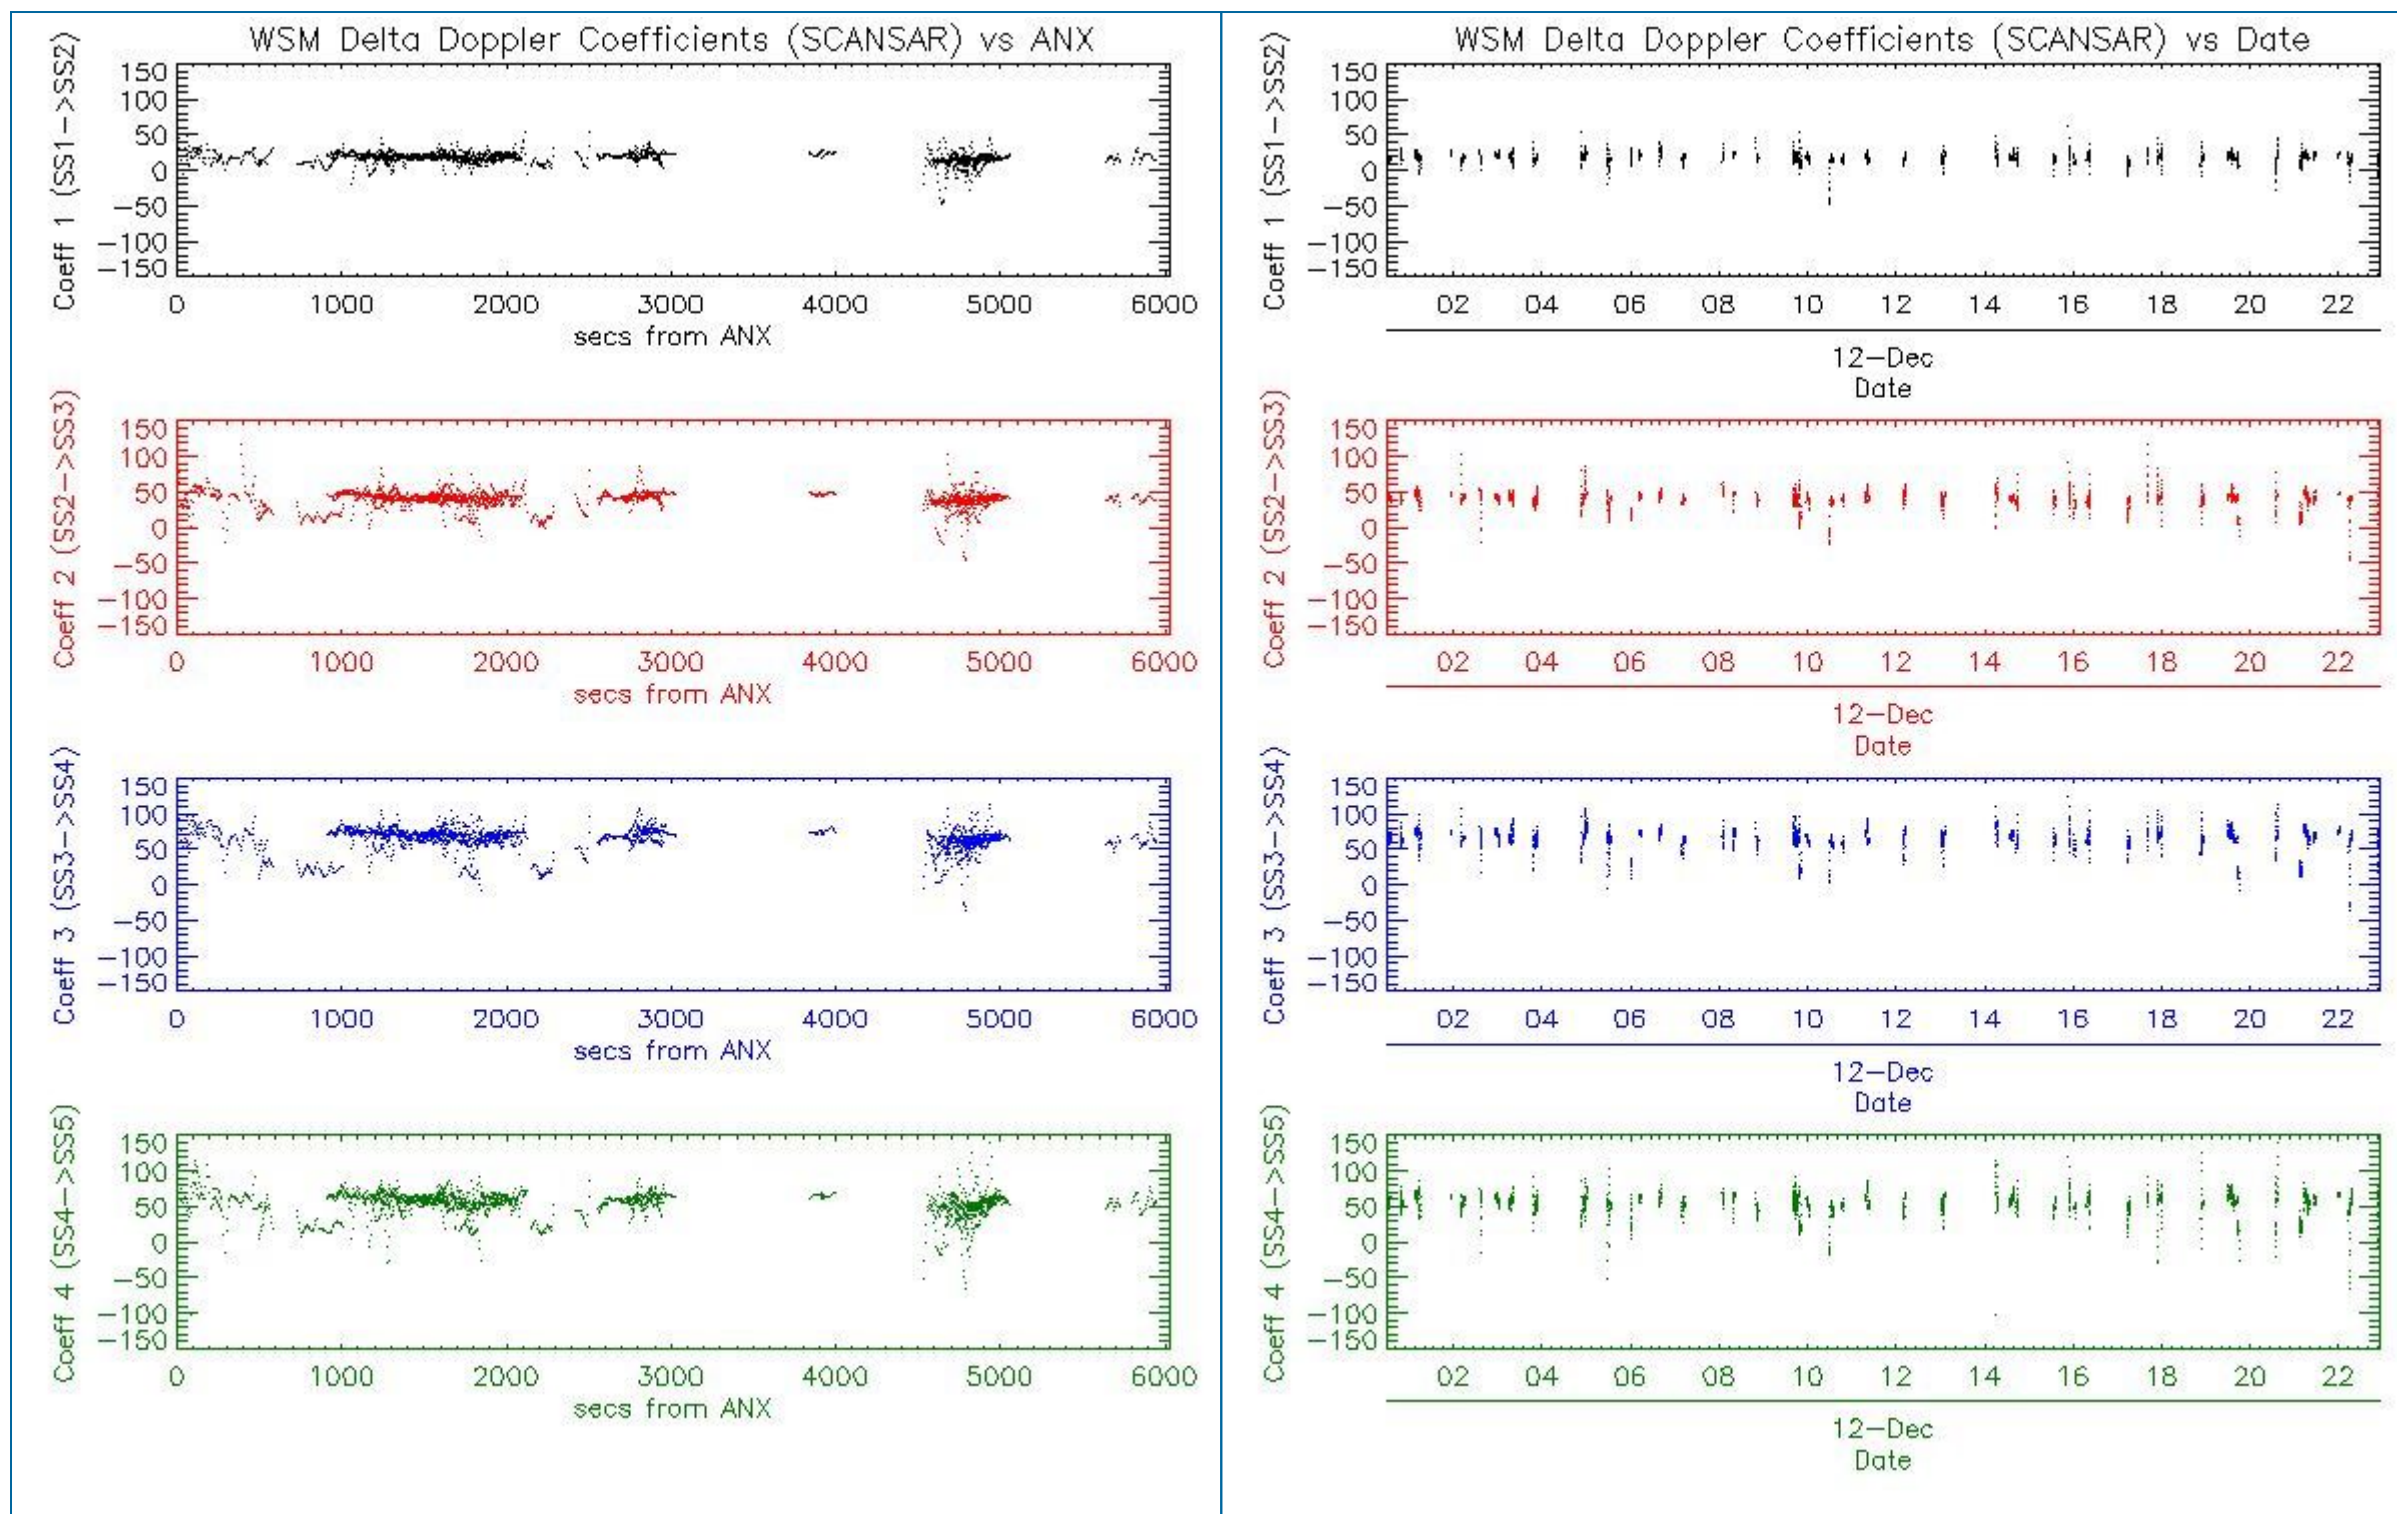 WSM Delta Doppler Coefficients (SCANSAR) vs ANX
Coeff 1 (SS1->SS2)
150
100
50
0
-50
-100
-150
0 1000 2000 3000 4000 5000 6000
secs from ANX
Coeff 2 (SS2->SS3)
150
100
50
0
-50
-100
-150
0 1000 2000 3000 4000 5000 6000
secs from ANX
Coeff 3 (SS3->SS4)
150
100
50
0
-50
-100
-150
0 1000 2000 3000 4000 5000 6000
secs from ANX
Coeff 4 (SS4->SS5)
150
100
50
0
-50
-100
-150
0 1000 2000 3000 4000 5000 6000
secs from ANX
WSM Delta Doppler Coefficients (SCANSAR) vs Date
Coeff 1 (SS1->SS2)
150
100
50
0
-50
-100
-150
02 04 06 08 10 12 14 16 18 20 22
12-Dec
Date
Coeff 2 (SS2->SS3)
150
100
50
0
-50
-100
-150
02 04 06 08 10 12 14 16 18 20 22
12-Dec
Date
Coeff 3 (SS3->SS4)
150
100
50
0
-50
-100
-150
02 04 06 08 10 12 14 16 18 20 22
12-Dec
Date
Coeff 4 (SS4->SS5)
150
100
50
0
-50
-100
-150
02 04 06 08 10 12 14 16 18 20 22
12-Dec
Date